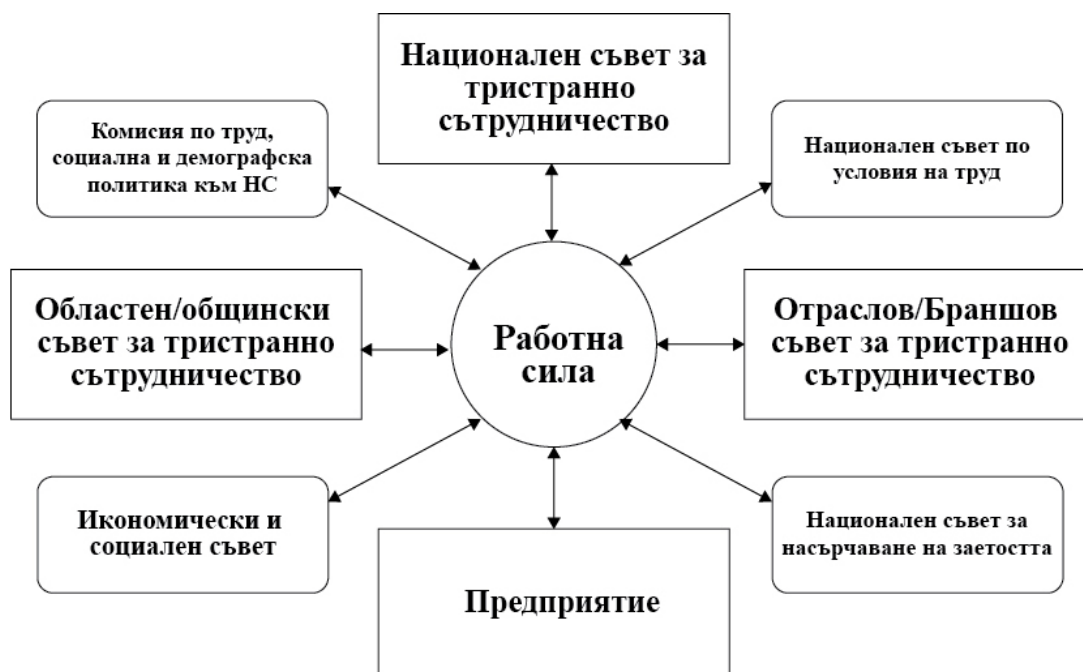 Национален съвет за
тристранно
сътрудничество
Комисия по труд,
социална и демографска
политика към НС
Национален съвет по
условия на труд
Областен/общински
съвет за тристранно
сътрудничество
Работна
сила
Отраслов/Браншов
съвет за тристранно
сътрудничество
Икономически и
социален съвет
Предприятие
Национален съвет за
насърчаване на заетостта